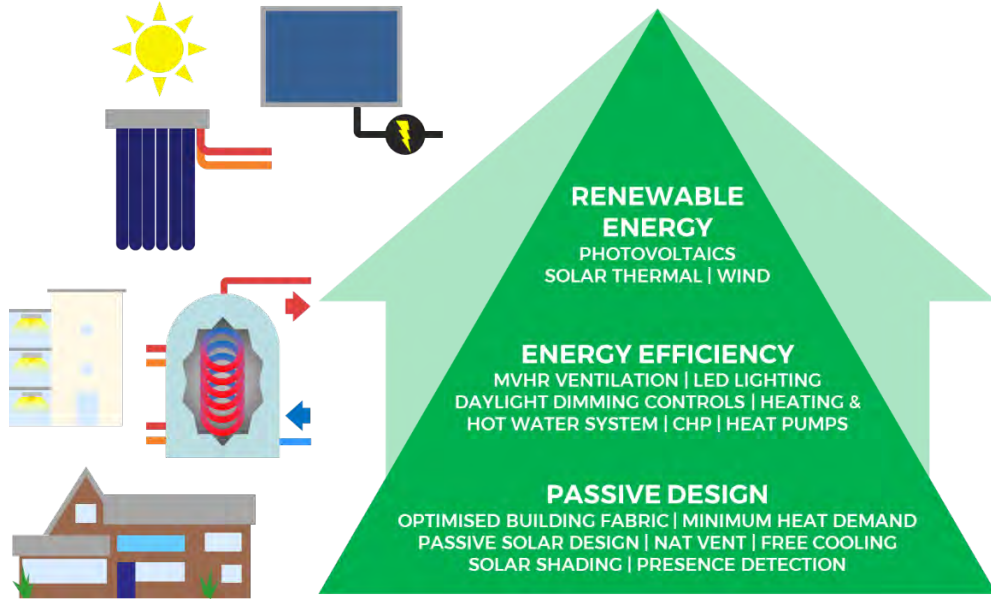 RENEWABLE
ENERGY
PHOTOVOLTAICS
SOLAR THERMAL | WIND
ENERGY EFFICIENCY
MVHR VENTILATION | LED LIGHTING
DAYLIGHT DIMMING CONTROLS | HEATING &
HOT WATER SYSTEM | CHP | HEAT PUMPS
PASSIVE DESIGN
OPTIMISED BUILDING FABRIC | MINIMUM HEAT DEMAND
PASSIVE SOLAR DESIGN | NAT VENT | FREE COOLING
SOLAR SHADING | PRESENCE DETECTION